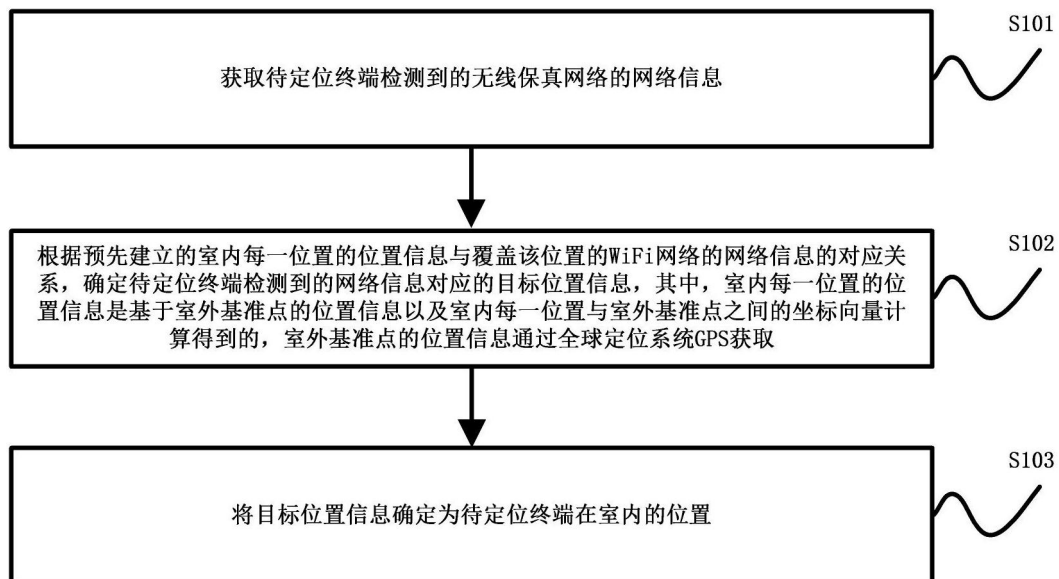 S101
获取待定位终端检测到的无线保真网络的网络信息
S102
根据预先建立的室内每一位置的位置信息与覆盖该位置的WiFi网络的网络信息的对应关
系，确定待定位终端检测到的网络信息对应的目标位置信息，其中，室内每一位置的位
置信息是基于室外基准点的位置信息以及室内每一位置与室外基准点之间的坐标向量计
算得到的，室外基准点的位置信息通过全球定位系统GPS获取
S103
将目标位置信息确定为待定位终端在室内的位置